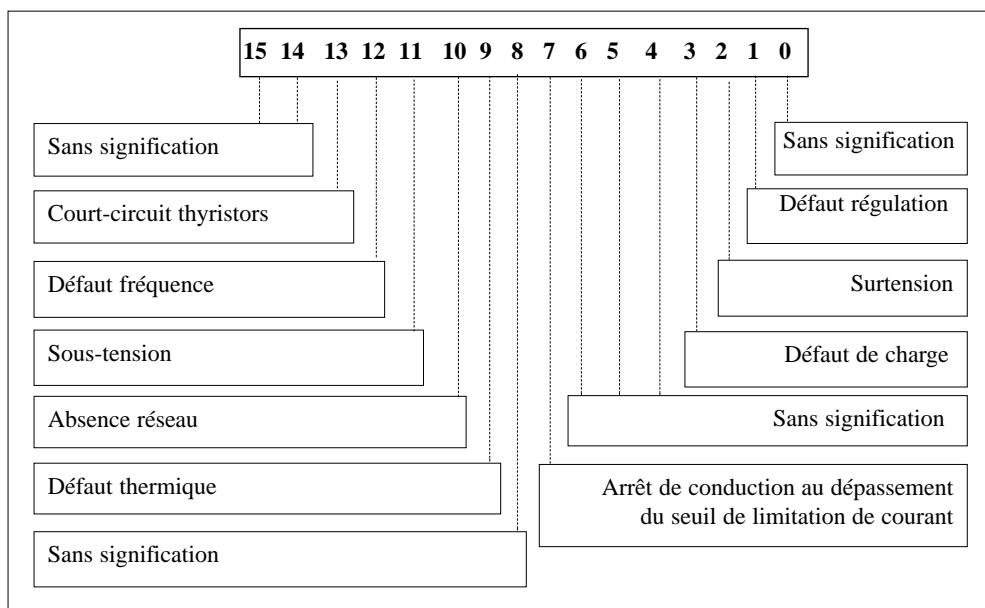 15 14 13 12 11 10 9 8 7 6 5 4 3 2 1 0
Sans signification
Court-circuit thyristors
Défaut fréquence
Sous-tension
Absence réseau
Défaut thermique
Sans signification
Sans signification
Défaut régulation
Surtension
Défaut de charge
Sans signification
Arrêt de conduction au dépassement
du seuil de limitation de courant